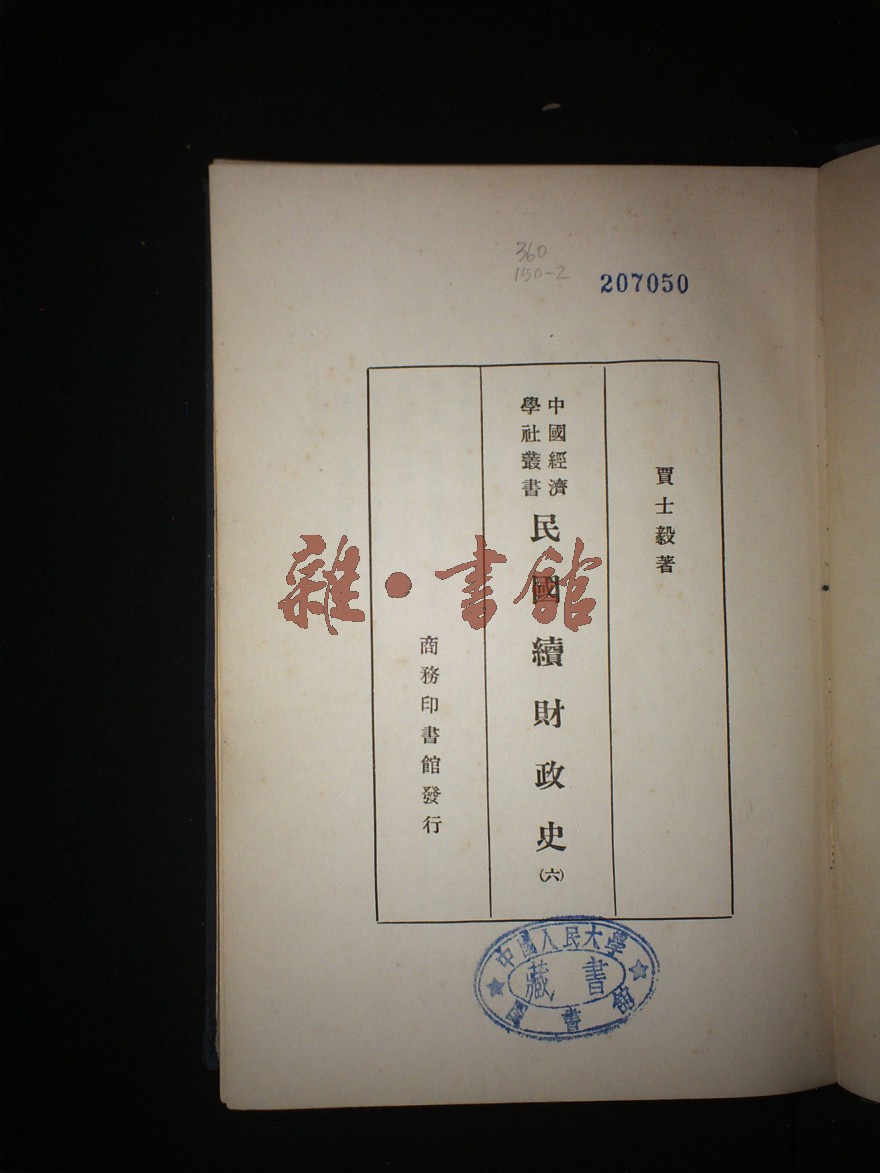 360
150-2
207050
賈士毅著
中國經濟
學社叢書
民國續財政史(六)
商務印書館發行
雜·書館
中國人民大學
藏書
圖書館